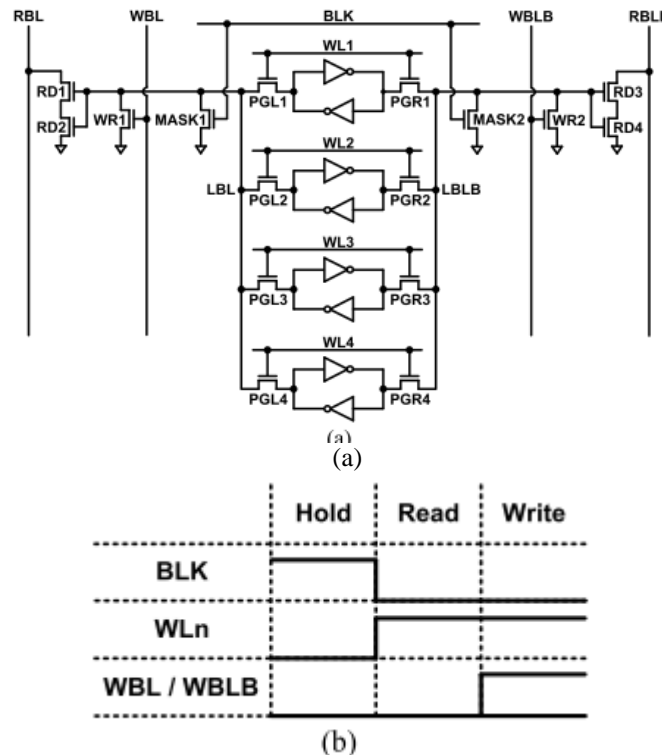 RBL WBL BLK WBLB RBLB
WL1
RD1 PGL1 PGR1 RD3
RD2 WR1 MASK1 MASK2 WR2 RD4
WL2
LBL PGL2 PGR2 LBLB
WL3
PGL3 PGR3
WL4
PGL4 PGR4
(a)
(a)
Hold Read Write
BLK
WLn
WBL / WBLB
(b)